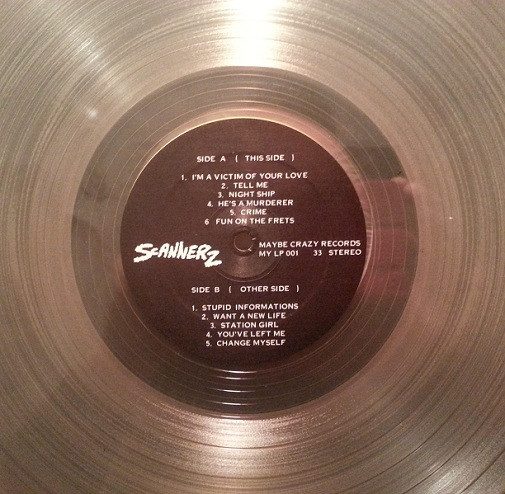 SIDE A ( THIS SIDE )
1. I'M A VICTIM OF YOUR LOVE
2. TELL ME
3. NIGHT SHIP
4. HE'S A MURDERER
5. CRIME
6 FUN ON THE FRETS
SCANNERZ
MAYBE CRAZY RECORDS
MY LP 001 33 STEREO
SIDE B ( OTHER SIDE )
1. STUPID INFORMATIONS
2. WANT A NEW LIFE
3. STATION GIRL
4. YOU'VE LEFT ME
5. CHANGE MYSELF